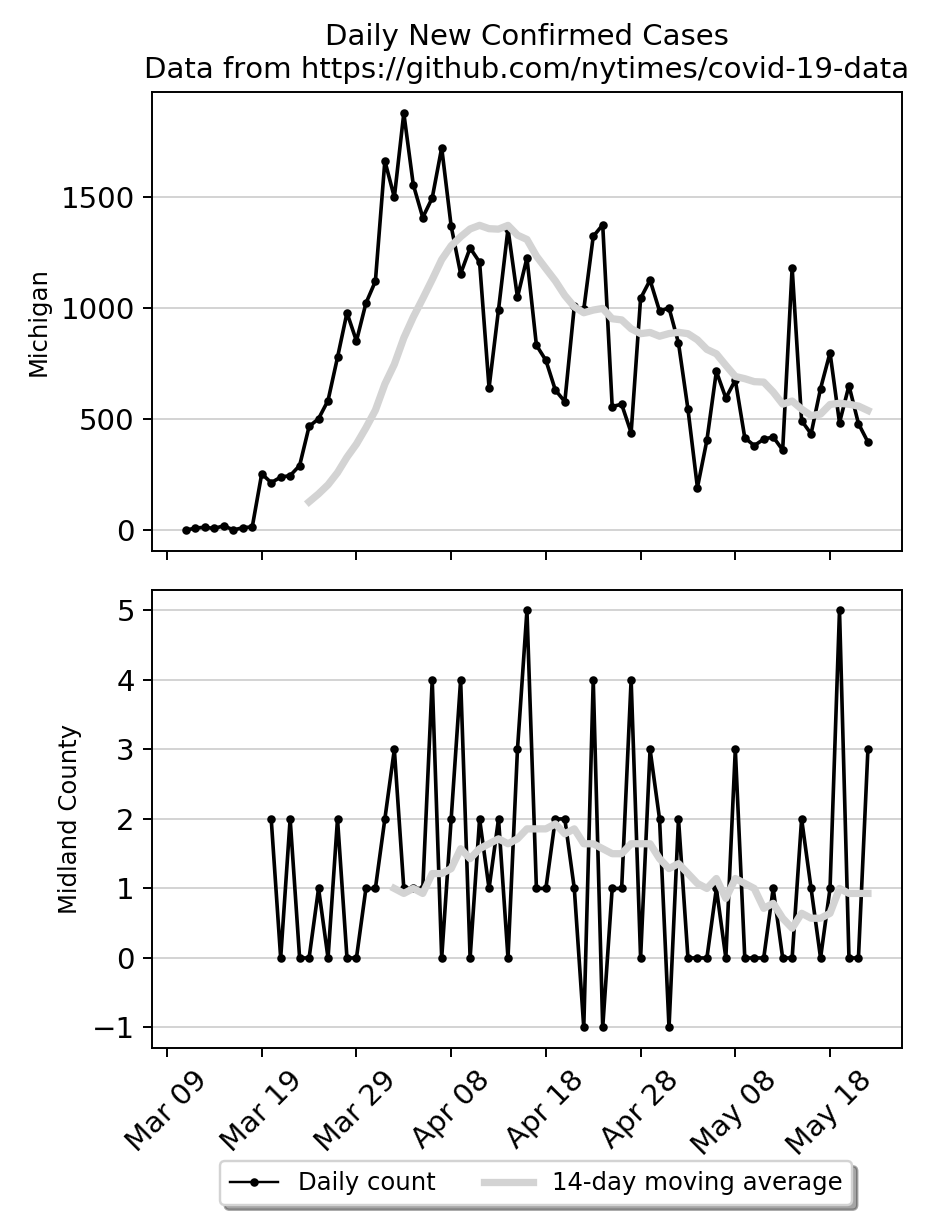 Daily New Confirmed Cases
Data from https://github.com/nytimes/covid-19-data
Michigan
1500
1000
500
0
Midland County
5
4
3
2
1
0
−1
Mar 09
Mar 19
Mar 29
Apr 08
Apr 18
Apr 28
May 08
May 18
Daily count
14-day moving average